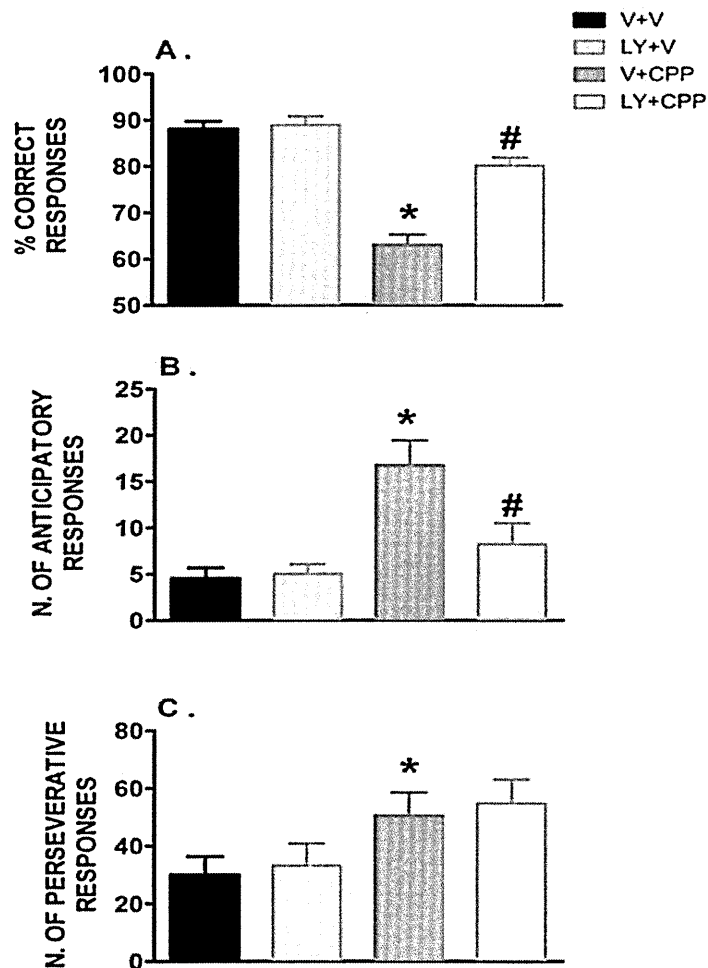 V+V
LY+V
V+CPP
LY+CPP
A.
% CORRECT
RESPONSES
100
90
80
70
60
50
*
#
B.
N. OF ANTICIPATORY
RESPONSES
25
20
15
10
5
0
*
#
C.
N. OF PERSEVERATIVE
RESPONSES
80
60
40
20
0
*